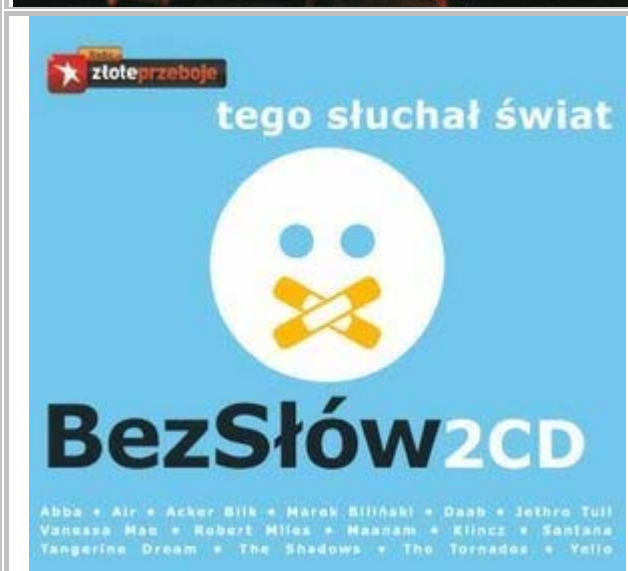 Radio
złoteprzeboje
tego słuchał świat
BezSłów2CD
Abba • Air • Acker Bilk • Marek Biliński • Daab • Jethro Tull
Vanessa Mae • Robert Miles • Maanam • Klincz • Santana
Tangerine Dream • The Shadows • The Tornados • Yello